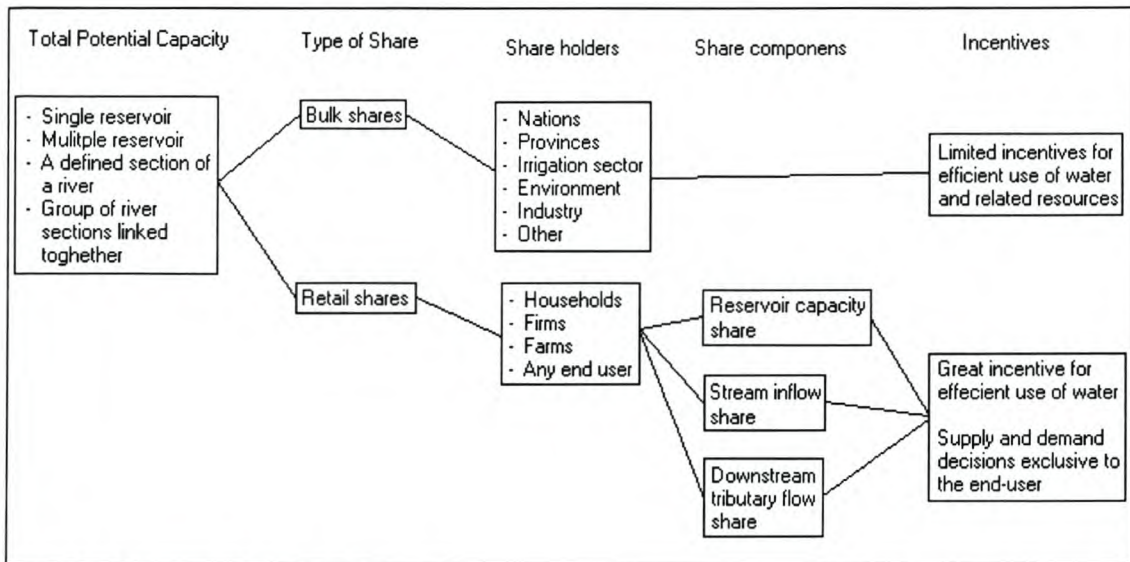 Total Potential Capacity
Type of Share
Share holders
Share componens
Incentives
- Single reservoir
- Mulitple reservoir
- A defined section of
a river
- Group of river
sections linked
toghether
Bulk shares
- Nations
- Provinces
- Irrigation sector
- Environment
- Industry
- Other
Limited incentives for
efficient use of water
and related resources
Retail shares
- Households
- Firms
- Farms
- Any end user
Reservoir capacity
share
Stream inflow
share
Downstream
tributary flow
share
Great incentive for
effecient use of water
Supply and demand
decisions exclusive to
the end-user